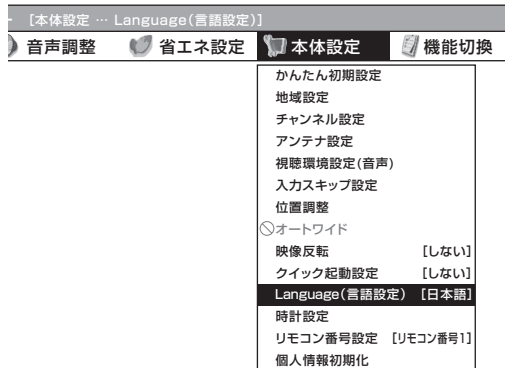 [本体設定 … Language(言語設定)]
音声調整 省エネ設定 本体設定 機能切換
かんたん初期設定
地域設定
チャンネル設定
アンテナ設定
視聴環境設定(音声)
入力スキップ設定
位置調整
オートワイド
映像反転 [しない]
クイック起動設定 [しない]
Language(言語設定) [日本語]
時計設定
リモコン番号設定 [リモコン番号1]
個人情報初期化